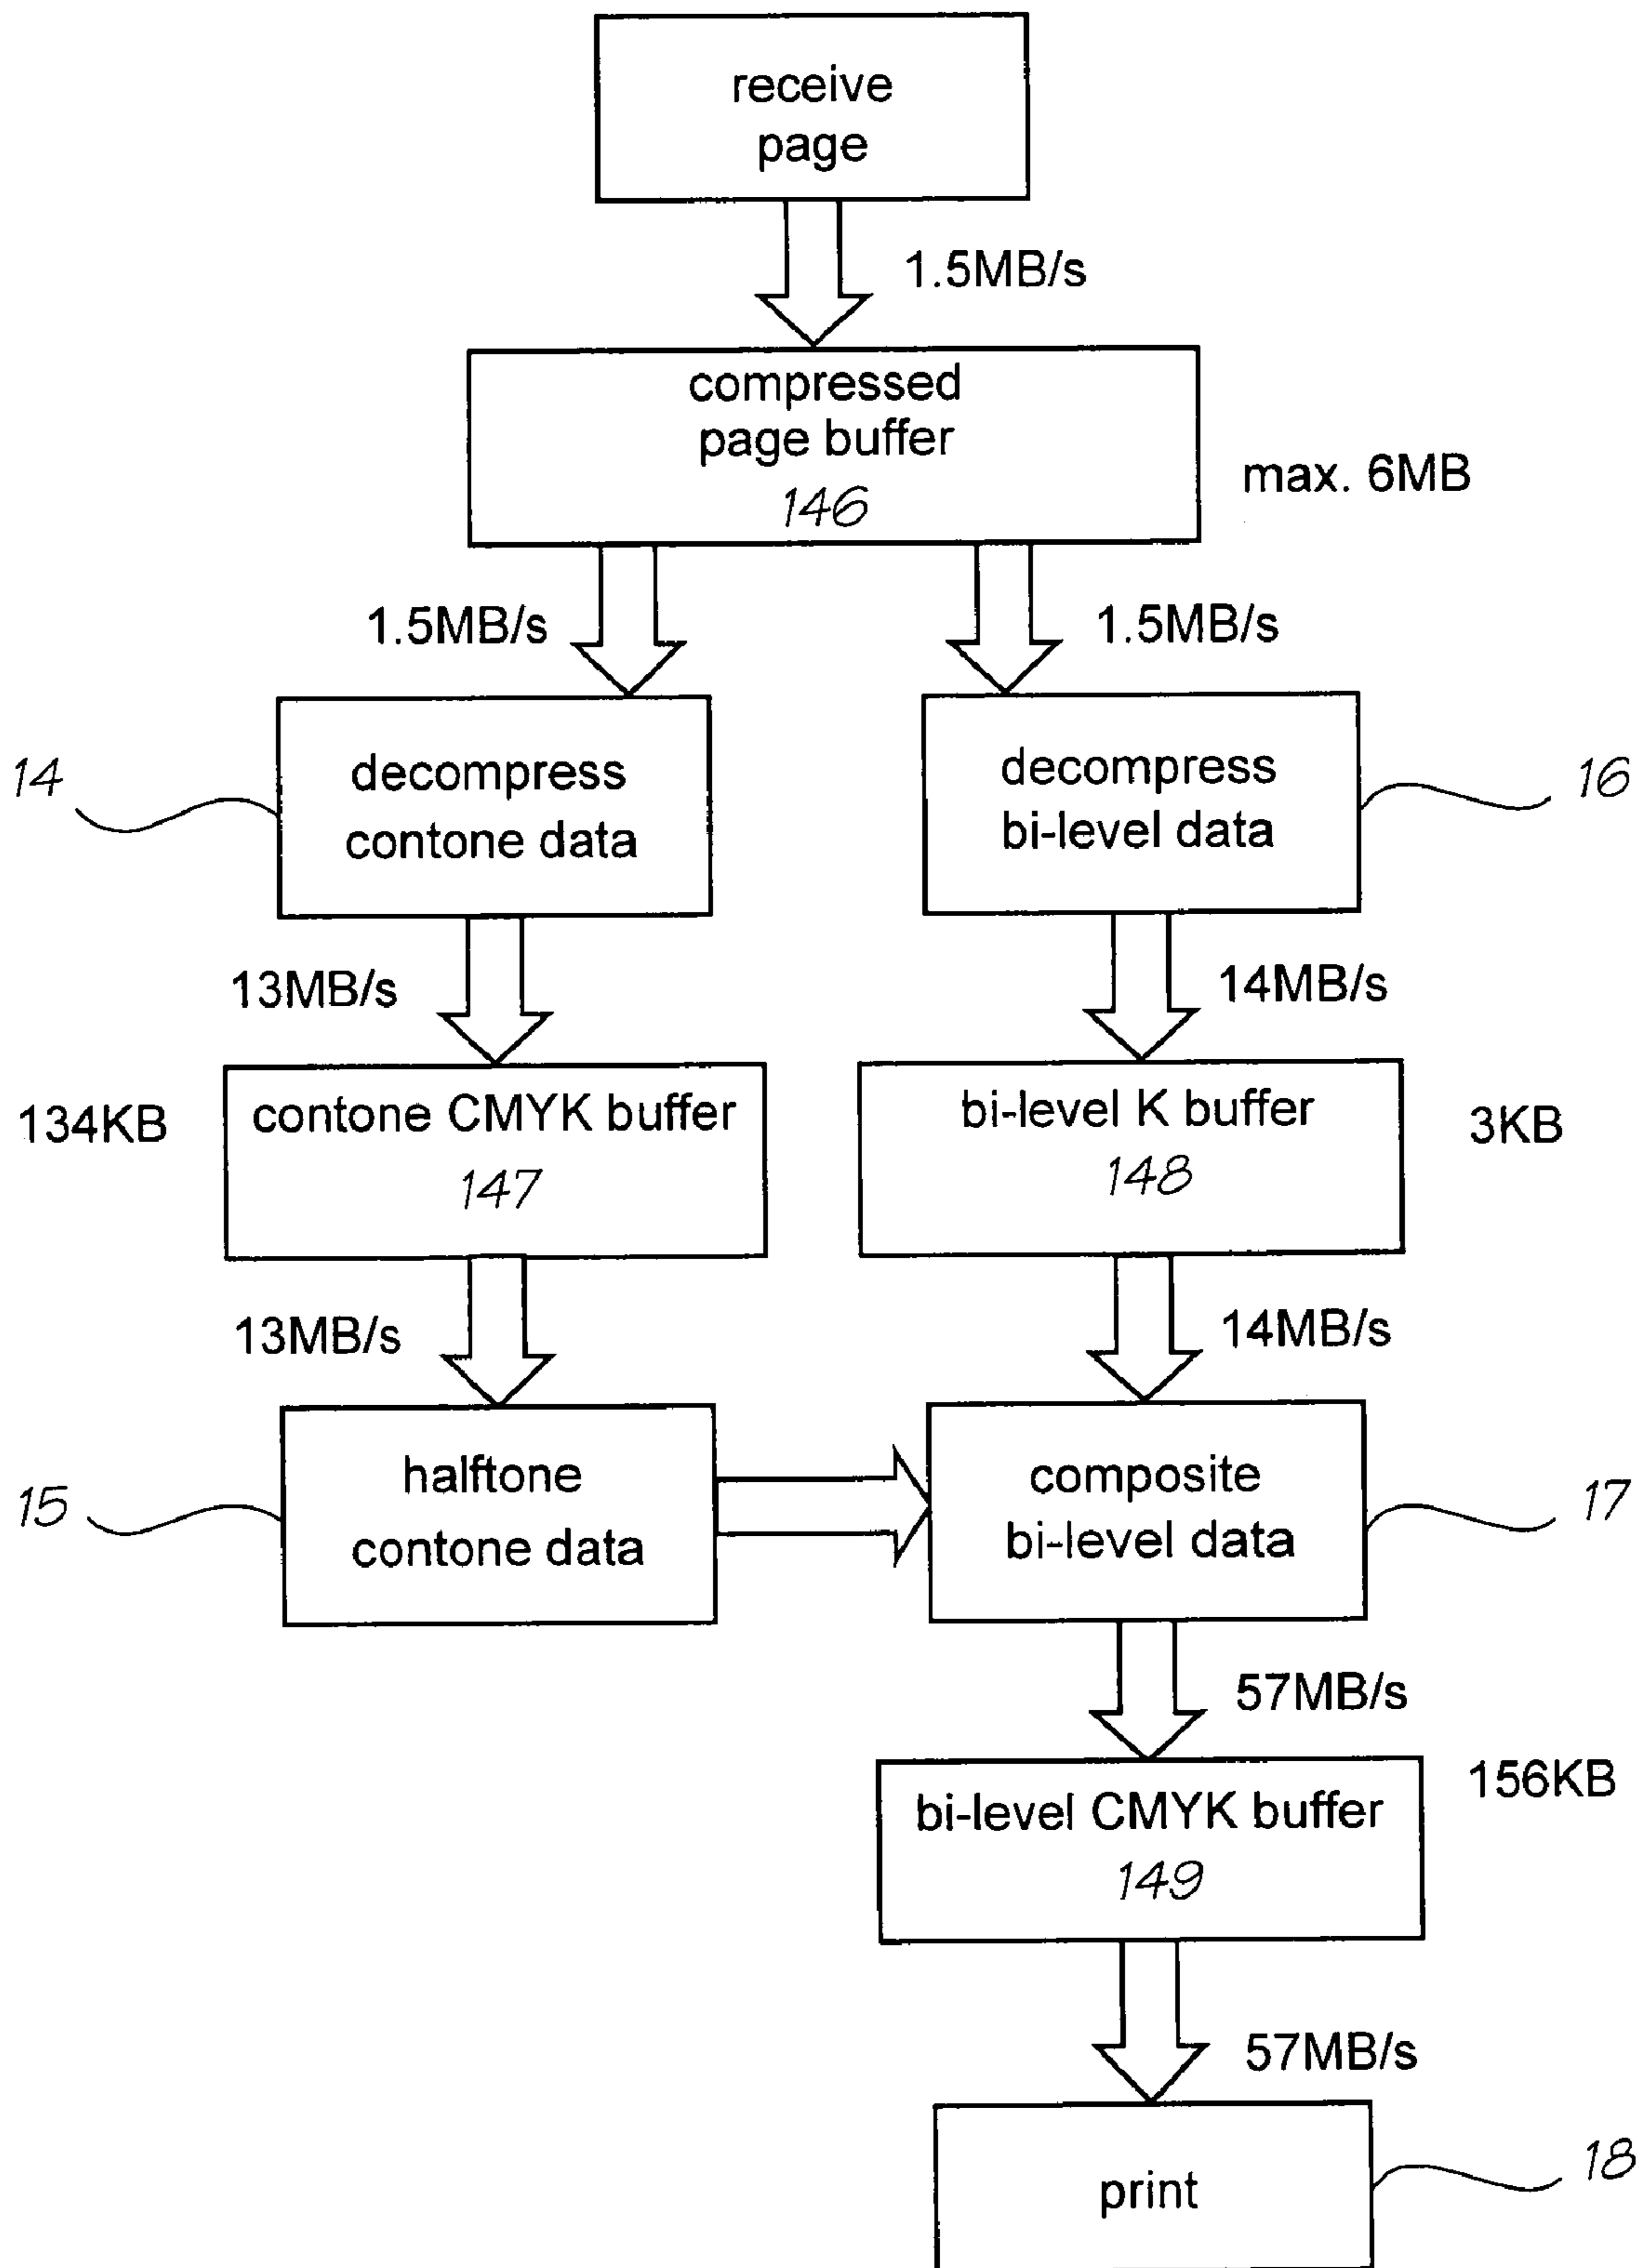 receive
page
1.5MB/s
compressed
page buffer
146
max. 6MB
1.5MB/s
1.5MB/s
14
decompress
contone data
decompress
bi-level data
16
13MB/s
14MB/s
134KB
contone CMYK buffer
147
bi-level K buffer
148
3KB
13MB/s
14MB/s
15
halftone
contone data
composite
bi-level data
17
57MB/s
156KB
bi-level CMYK buffer
149
57MB/s
print
18